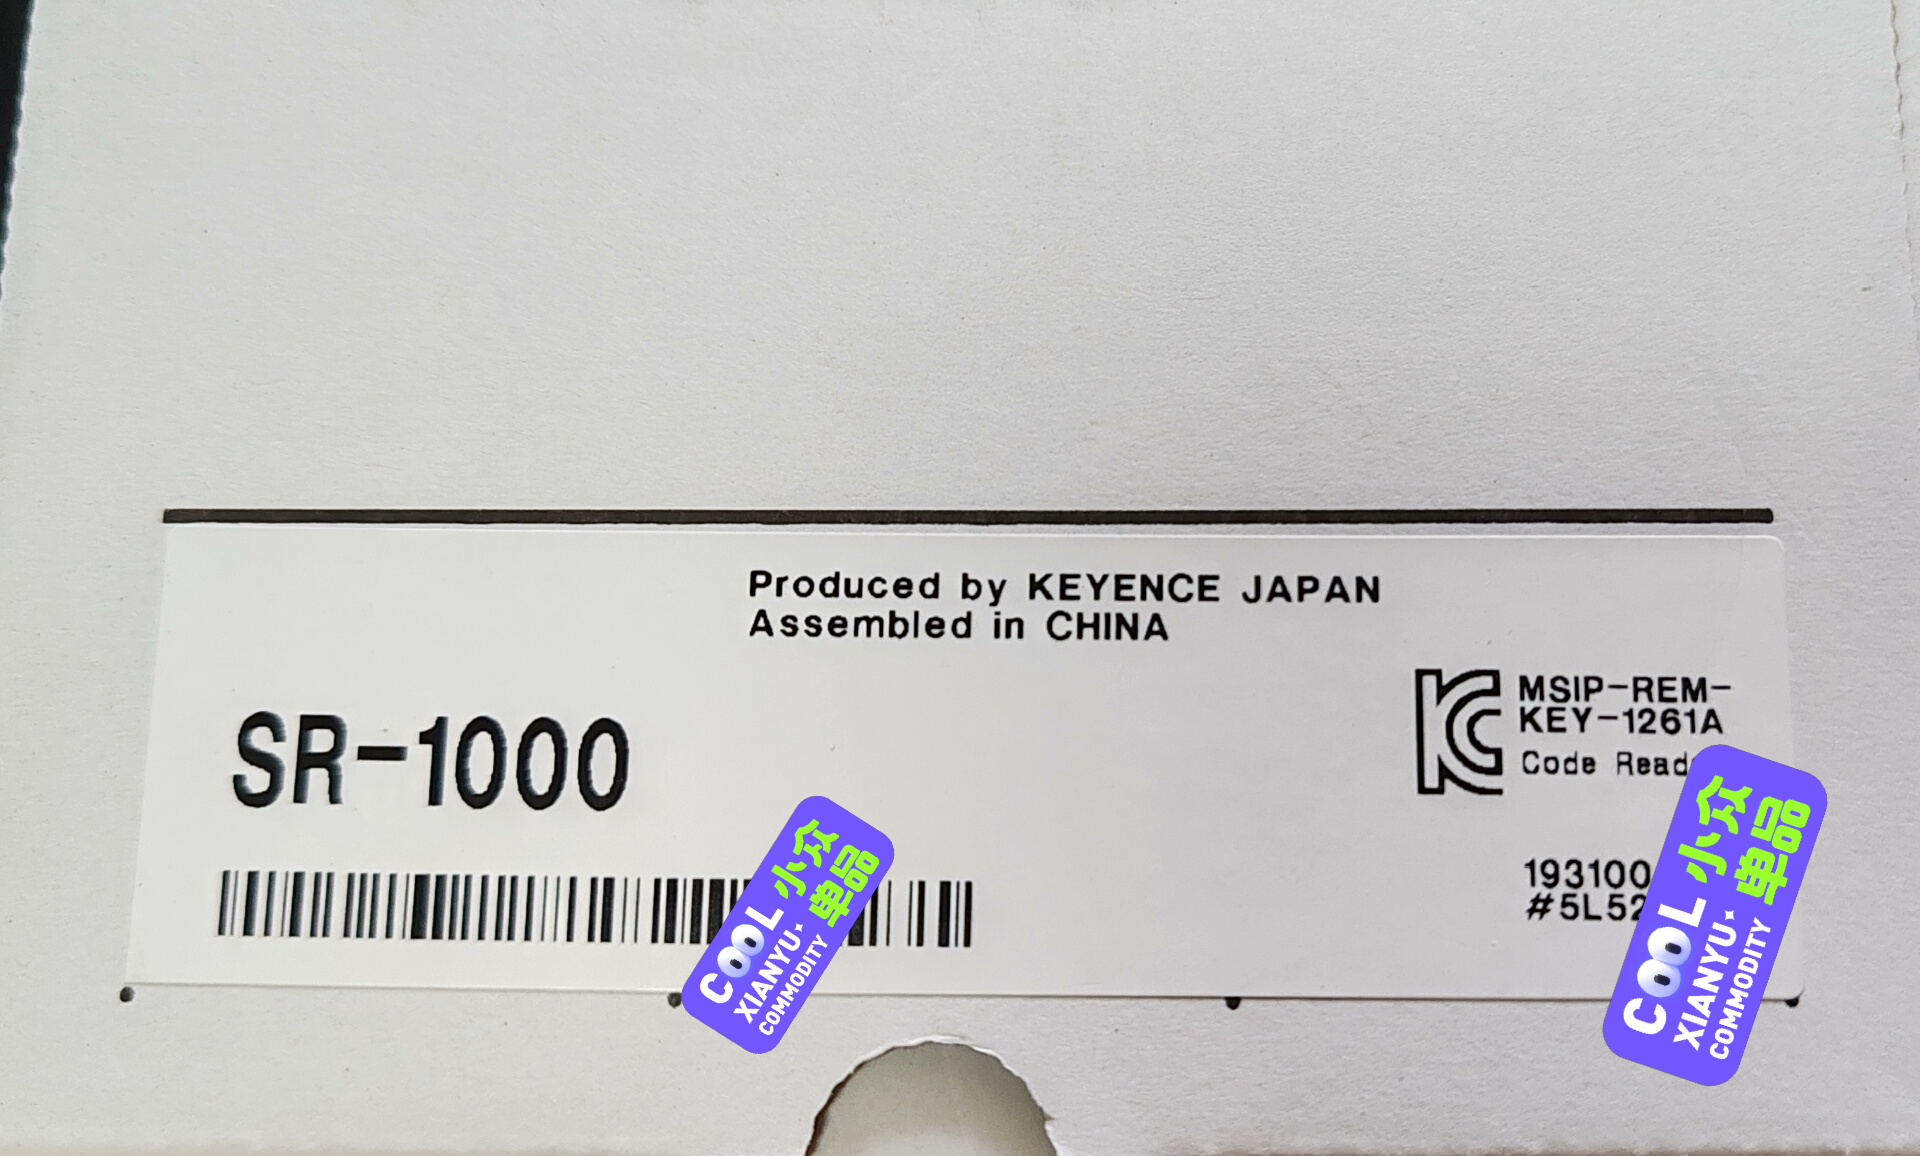 Produced by KEYENCE JAPAN
Assembled in CHINA
SR-1000
MSIP-REM-
KEY-1261A
Code
193100
#5L52
COOL 小众
XIANYU 单品
COMMODITY
COOL 小众
XIANYU 单品
COMMODITY